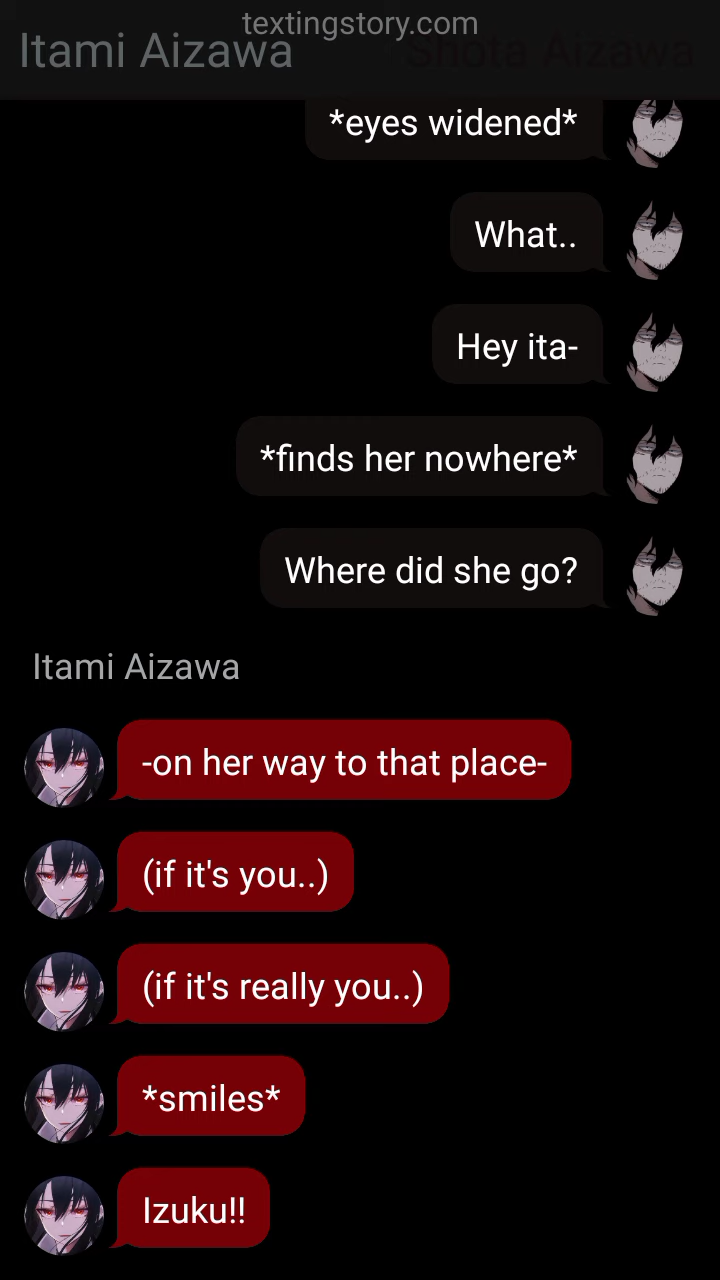 textingstory.com
Itami Aizawa
Shota Aizawa
*eyes widened*
What..
Hey ita-
*finds her nowhere*
Where did she go?
Itami Aizawa
-on her way to that place-
(if it's you..)
(if it's really you..)
*smiles*
Izuku!!